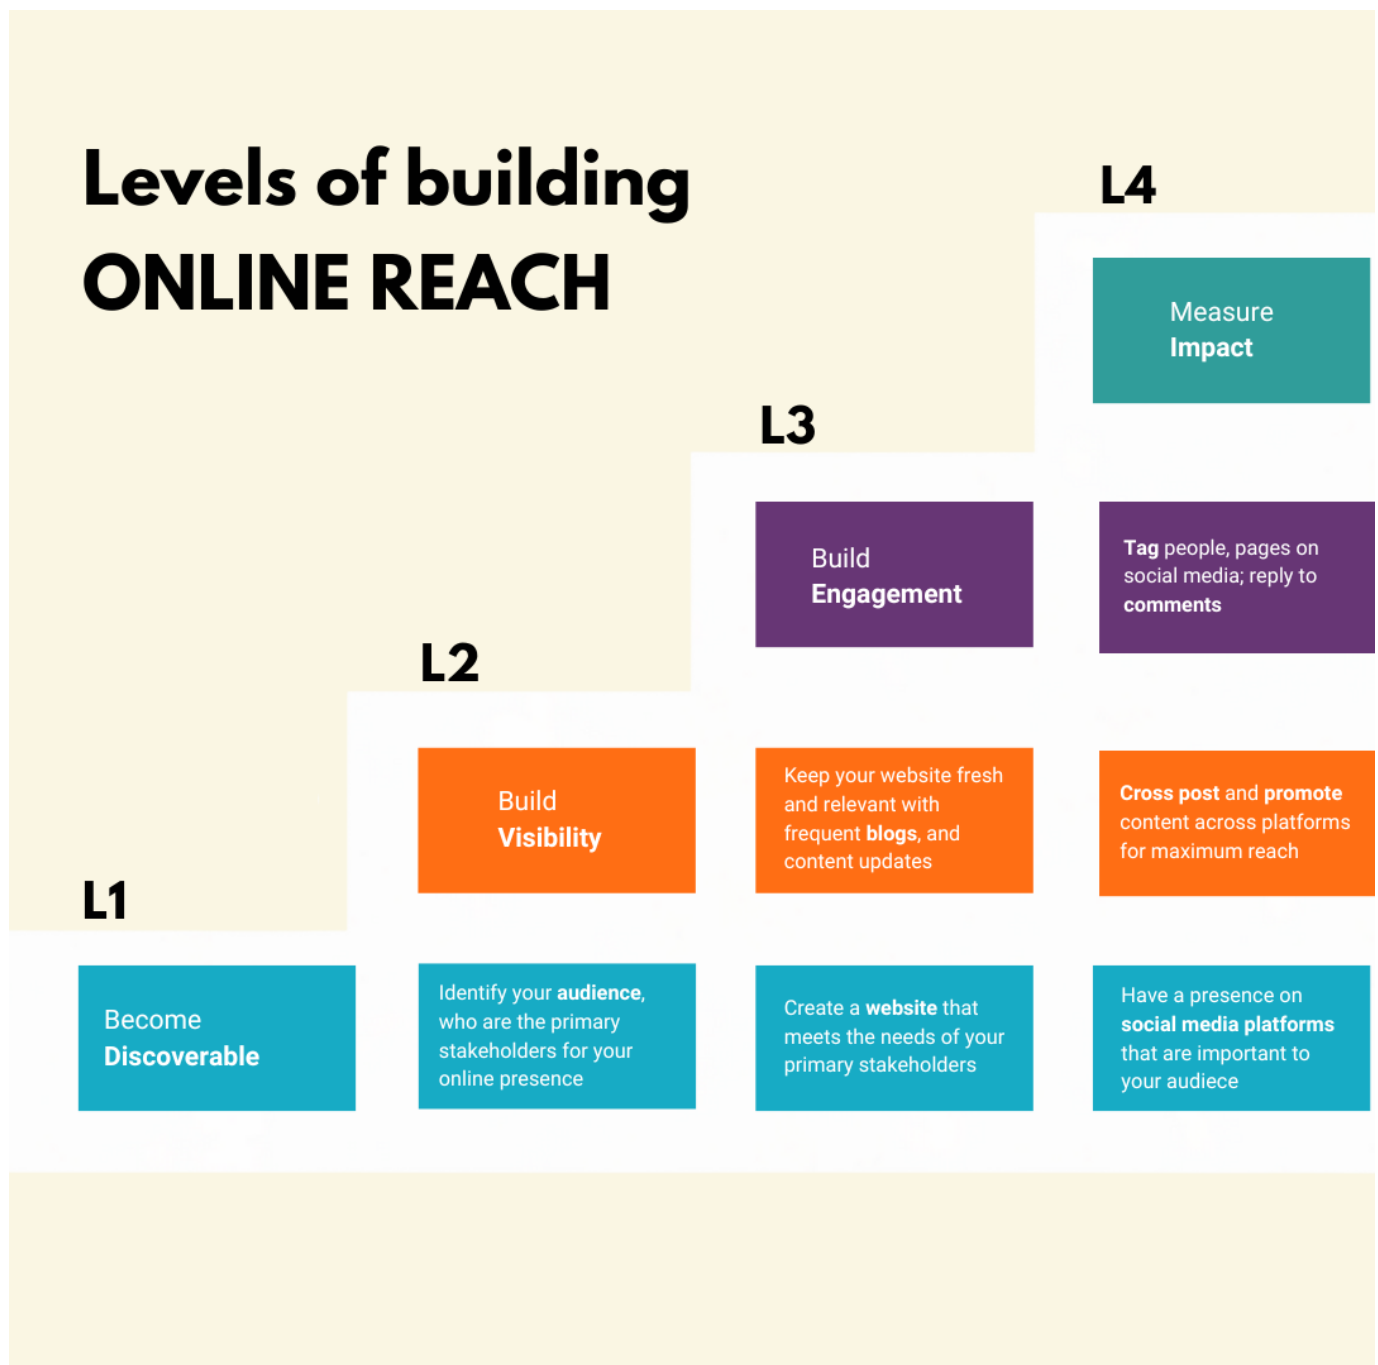 Levels of building
ONLINE REACH
L4
Measure
Impact
L3
Build
Engagement
Tag people, pages on
social media; reply to
comments
L2
Build
Visibility
Keep your website fresh
and relevant with
frequent blogs, and
content updates
Cross post and promote
content across platforms
for maximum reach
L1
Become
Discoverable
Identify your audience,
who are the primary
stakeholders for your
online presence
Create a website that
meets the needs of your
primary stakeholders
Have a presence on
social media platforms
that are important to
your audiece